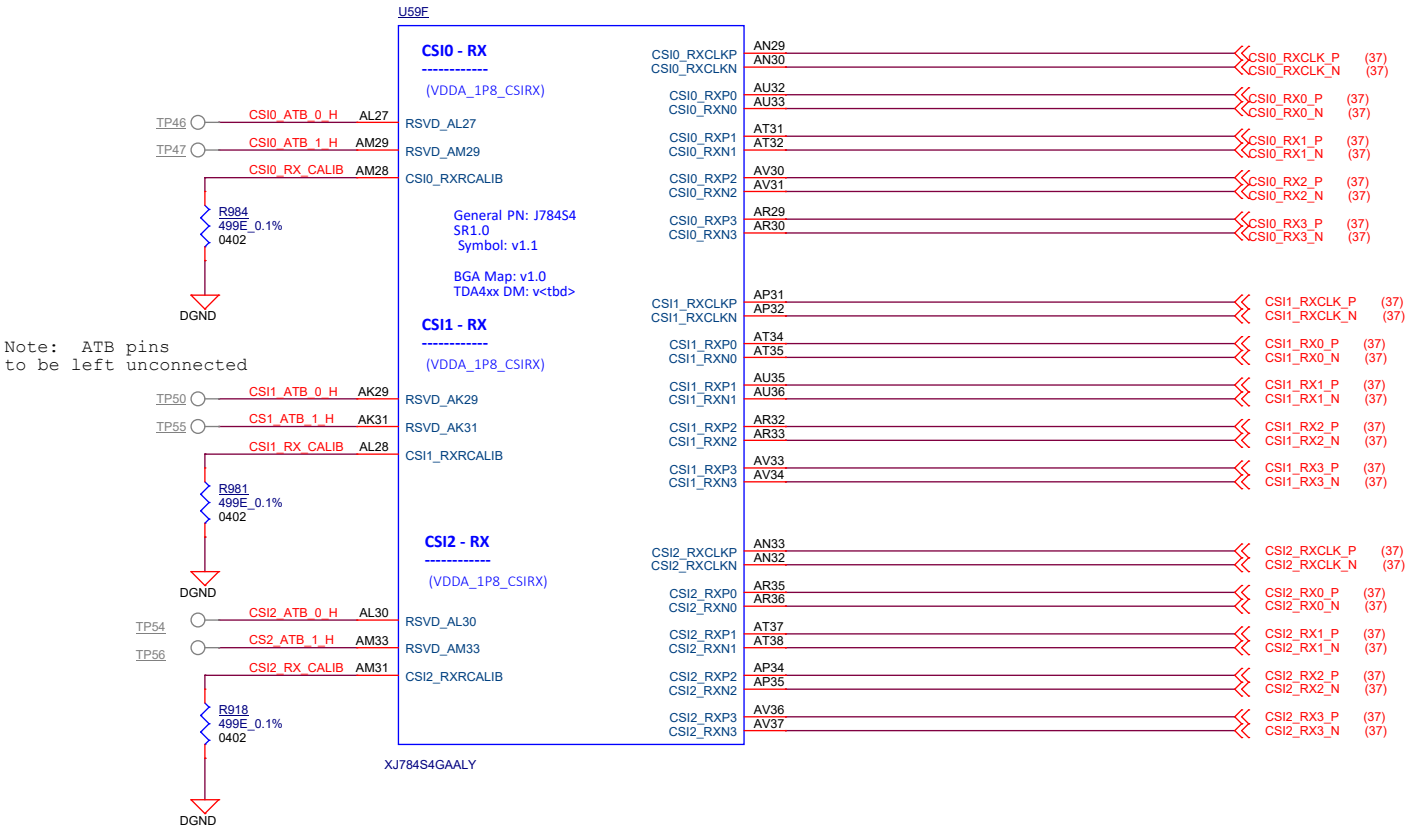 U59F
CSI0 - RX
------------
(VDDA_1P8_CSIRX)
TP46 CSI0_ATB_0_H AL27 RSVD_AL27
TP47 CSI0_ATB_1_H AM29 RSVD_AM29
CSI0_RX_CALIB AM28 CSI0_RXRCALIB
R984
499E_0.1%
0402
DGND
General PN: J784S4
SR1.0
Symbol: v1.1
BGA Map: v1.0
TDA4xx DM: v<tbd>
CSI0_RXCLKP AN29 CSI0_RXCLK_P (37)
CSI0_RXCLKN AN30 CSI0_RXCLK_N (37)
CSI0_RXP0 AU32 CSI0_RX0_P (37)
CSI0_RXN0 AU33 CSI0_RX0_N (37)
CSI0_RXP1 AT31 CSI0_RX1_P (37)
CSI0_RXN1 AT32 CSI0_RX1_N (37)
CSI0_RXP2 AV30 CSI0_RX2_P (37)
CSI0_RXN2 AV31 CSI0_RX2_N (37)
CSI0_RXP3 AR29 CSI0_RX3_P (37)
CSI0_RXN3 AR30 CSI0_RX3_N (37)
Note: ATB pins
to be left unconnected
CSI1 - RX
------------
(VDDA_1P8_CSIRX)
TP50 CSI1_ATB_0_H AK29 RSVD_AK29
TP55 CS1_ATB_1_H AK31 RSVD_AK31
CSI1_RX_CALIB AL28 CSI1_RXRCALIB
R981
499E_0.1%
0402
DGND
CSI1_RXCLKP AP31 CSI1_RXCLK_P (37)
CSI1_RXCLKN AP32 CSI1_RXCLK_N (37)
CSI1_RXP0 AT34 CSI1_RX0_P (37)
CSI1_RXN0 AT35 CSI1_RX0_N (37)
CSI1_RXP1 AU35 CSI1_RX1_P (37)
CSI1_RXN1 AU36 CSI1_RX1_N (37)
CSI1_RXP2 AR32 CSI1_RX2_P (37)
CSI1_RXN2 AR33 CSI1_RX2_N (37)
CSI1_RXP3 AV33 CSI1_RX3_P (37)
CSI1_RXN3 AV34 CSI1_RX3_N (37)
CSI2 - RX
------------
(VDDA_1P8_CSIRX)
TP54 CSI2_ATB_0_H AL30 RSVD_AL30
TP56 CS2_ATB_1_H AM33 RSVD_AM33
CSI2_RX_CALIB AM31 CSI2_RXRCALIB
R918
499E_0.1%
0402
DGND
CSI2_RXCLKP AN33 CSI2_RXCLK_P (37)
CSI2_RXCLKN AN32 CSI2_RXCLK_N (37)
CSI2_RXP0 AR35 CSI2_RX0_P (37)
CSI2_RXN0 AR36 CSI2_RX0_N (37)
CSI2_RXP1 AT37 CSI2_RX1_P (37)
CSI2_RXN1 AT38 CSI2_RX1_N (37)
CSI2_RXP2 AP34 CSI2_RX2_P (37)
CSI2_RXN2 AP35 CSI2_RX2_N (37)
CSI2_RXP3 AV36 CSI2_RX3_P (37)
CSI2_RXN3 AV37 CSI2_RX3_N (37)
XJ784S4GAALY